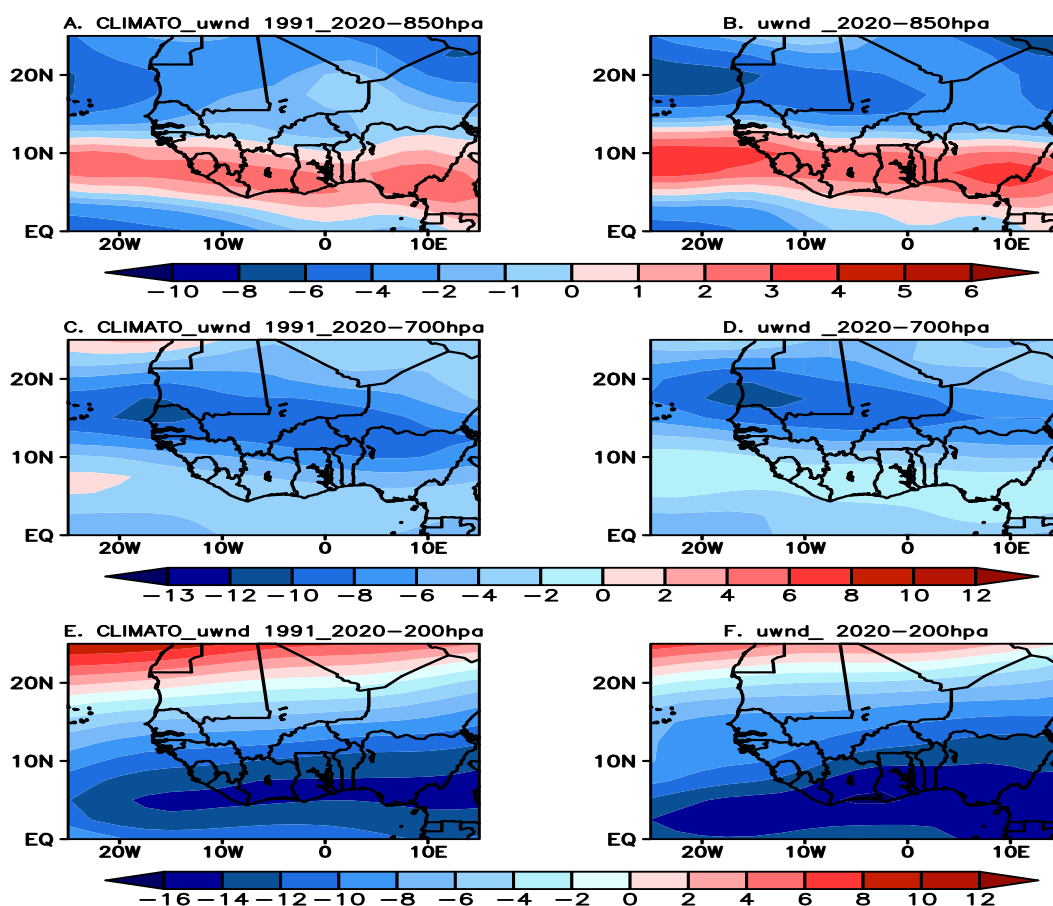 A. CLIMATO_uwnd 1991_2020-850hpa
B. uwnd _2020-850hpa
20N
10N
EQ
20W 10W 0 10E
20N
10N
EQ
20W 10W 0 10E
-10 -8 -6 -4 -2 -1 0 1 2 3 4 5 6
C. CLIMATO_uwnd 1991_2020-700hpa
D. uwnd _2020-700hpa
20N
10N
EQ
20W 10W 0 10E
20N
10N
EQ
20W 10W 0 10E
-13 -12 -10 -8 -6 -4 -2 0 2 4 6 8 10 12
E. CLIMATO_uwnd 1991_2020-200hpa
F. uwnd_ 2020-200hpa
20N
10N
EQ
20W 10W 0 10E
20N
10N
EQ
20W 10W 0 10E
-16 -14 -12 -10 -8 -6 -4 -2 0 2 4 6 8 10 12